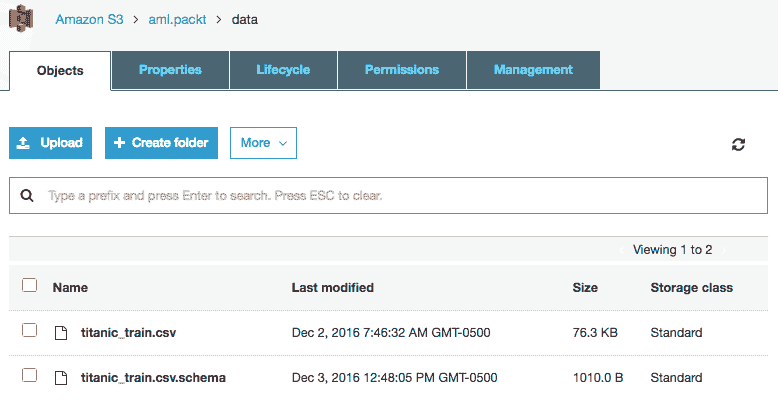 Amazon S3 > aml.packt > data
Objects Properties Lifecycle Permissions Management
Upload + Create folder More
Type a prefix and press Enter to search. Press ESC to clear.
Viewing 1 to 2
Name Last modified Size Storage class
titanic_train.csv Dec 2, 2016 7:46:32 AM GMT-0500 76.3 KB Standard
titanic_train.csv.schema Dec 3, 2016 12:48:05 PM GMT-0500 1010.0 B Standard